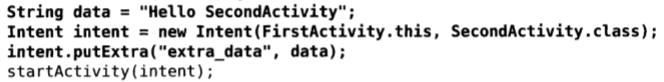 String data = "Hello SecondActivity";
Intent intent = new Intent(FirstActivity.this, SecondActivity.class);
intent.putExtra("extra_data", data);
startActivity(intent);